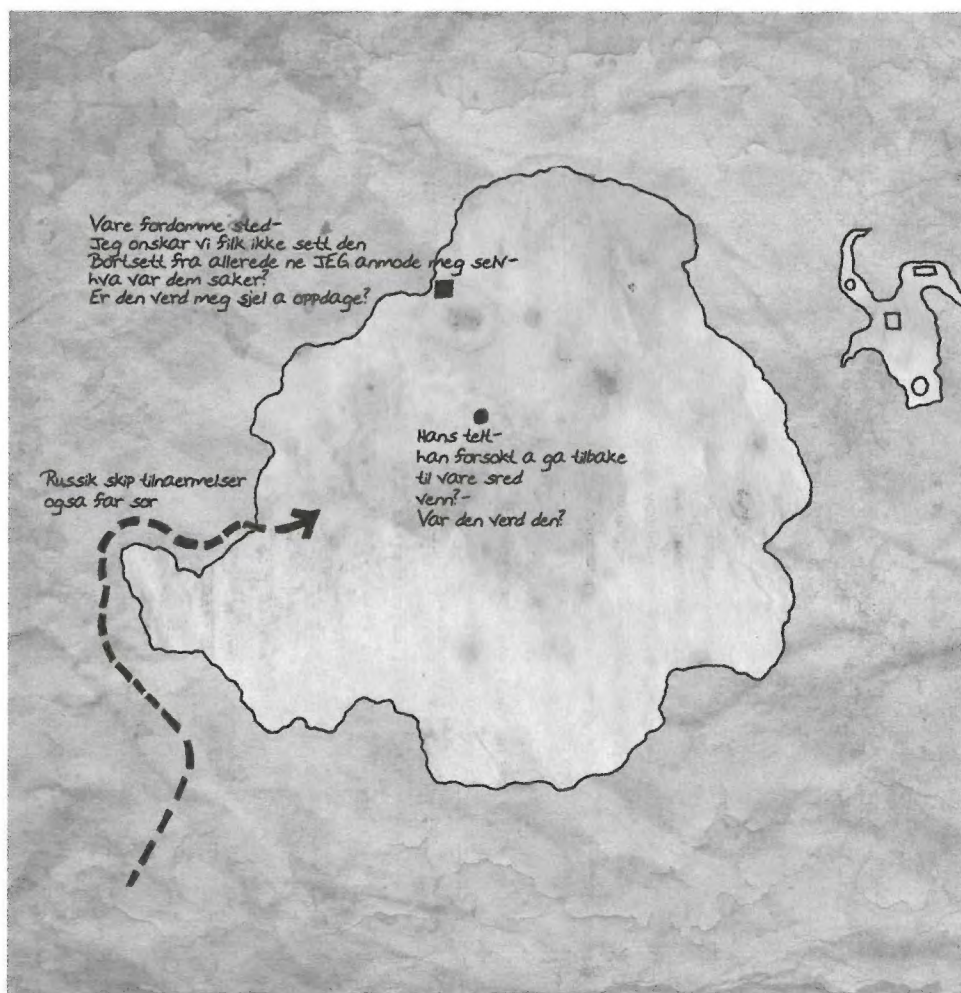 Vare fordomme sted-
Jeg onskar vi filk ikke sett den
Bortsett fra allerede ne JEG anmode meg selv-
hva var dem saker?
Er den verd meg sjel a oppdage?
Hans telt-
han forsokt a ga tilbake
til vare sred
venn?-
Var den verd den?
Russik skip tilnaermelser
også far sor